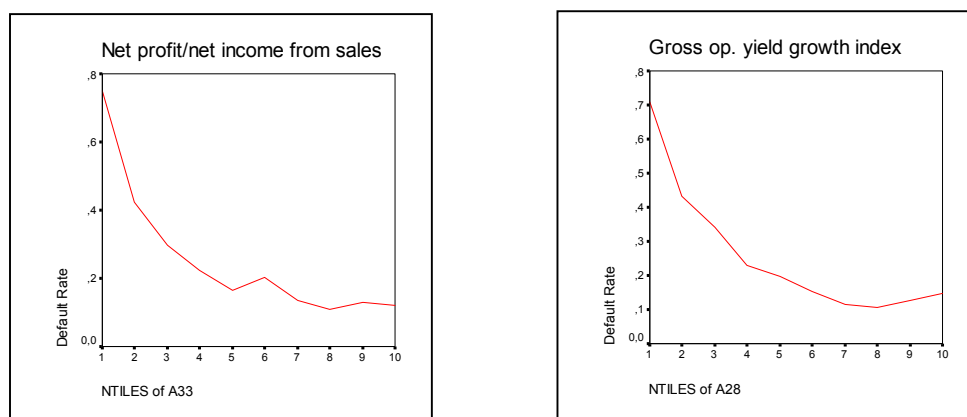 Net profit/net income from sales
,8
,6
,4
,2
0,0
Default Rate
1 2 3 4 5 6 7 8 9 10
NTILES of A33
Gross op. yield growth index
,8
,7
,6
,5
,4
,3
,2
,1
0,0
Default Rate
1 2 3 4 5 6 7 8 9 10
NTILES of A28